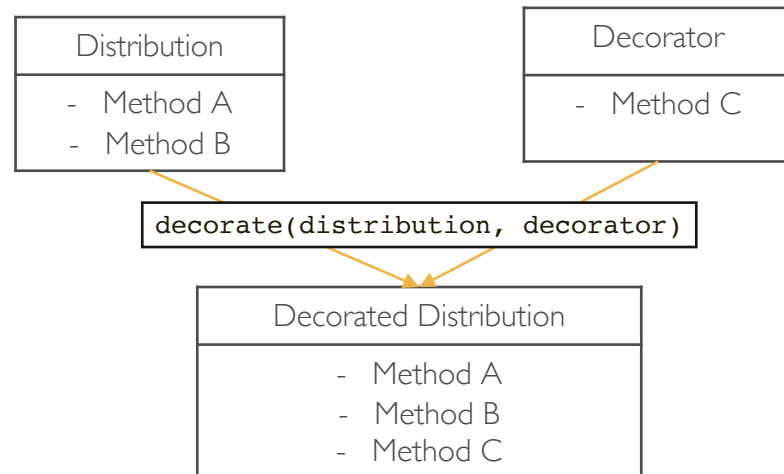 Distribution
- Method A
- Method B
Decorator
- Method C
decorate(distribution, decorator)
Decorated Distribution
- Method A
- Method B
- Method C